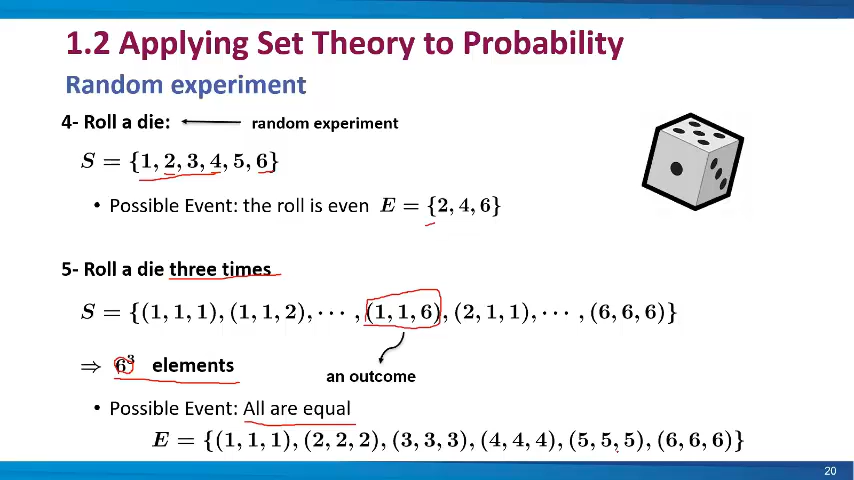 1.2 Applying Set Theory to Probability
Random experiment
4- Roll a die: random experiment
S = {1, 2, 3, 4, 5, 6}
• Possible Event: the roll is even E = {2, 4, 6}
5- Roll a die three times
S = {(1, 1, 1), (1, 1, 2), ··· , (1, 1, 6), (2, 1, 1), ··· , (6, 6, 6)}
⇒ 6³ elements
an outcome
• Possible Event: All are equal
E = {(1, 1, 1), (2, 2, 2), (3, 3, 3), (4, 4, 4), (5, 5, 5), (6, 6, 6)}
20